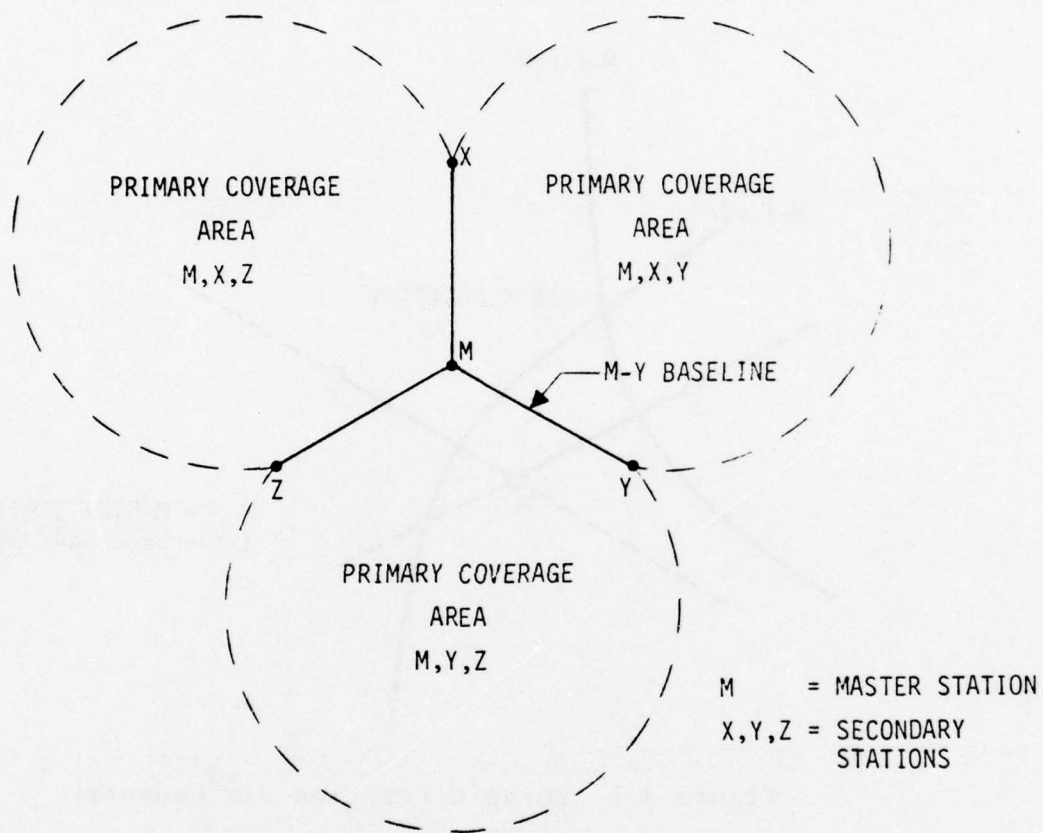 X
PRIMARY COVERAGE
AREA
M,X,Z
PRIMARY COVERAGE
AREA
M,X,Y
M
M-Y BASELINE
Z
Y
PRIMARY COVERAGE
AREA
M,Y,Z
M = MASTER STATION
X,Y,Z = SECONDARY
STATIONS